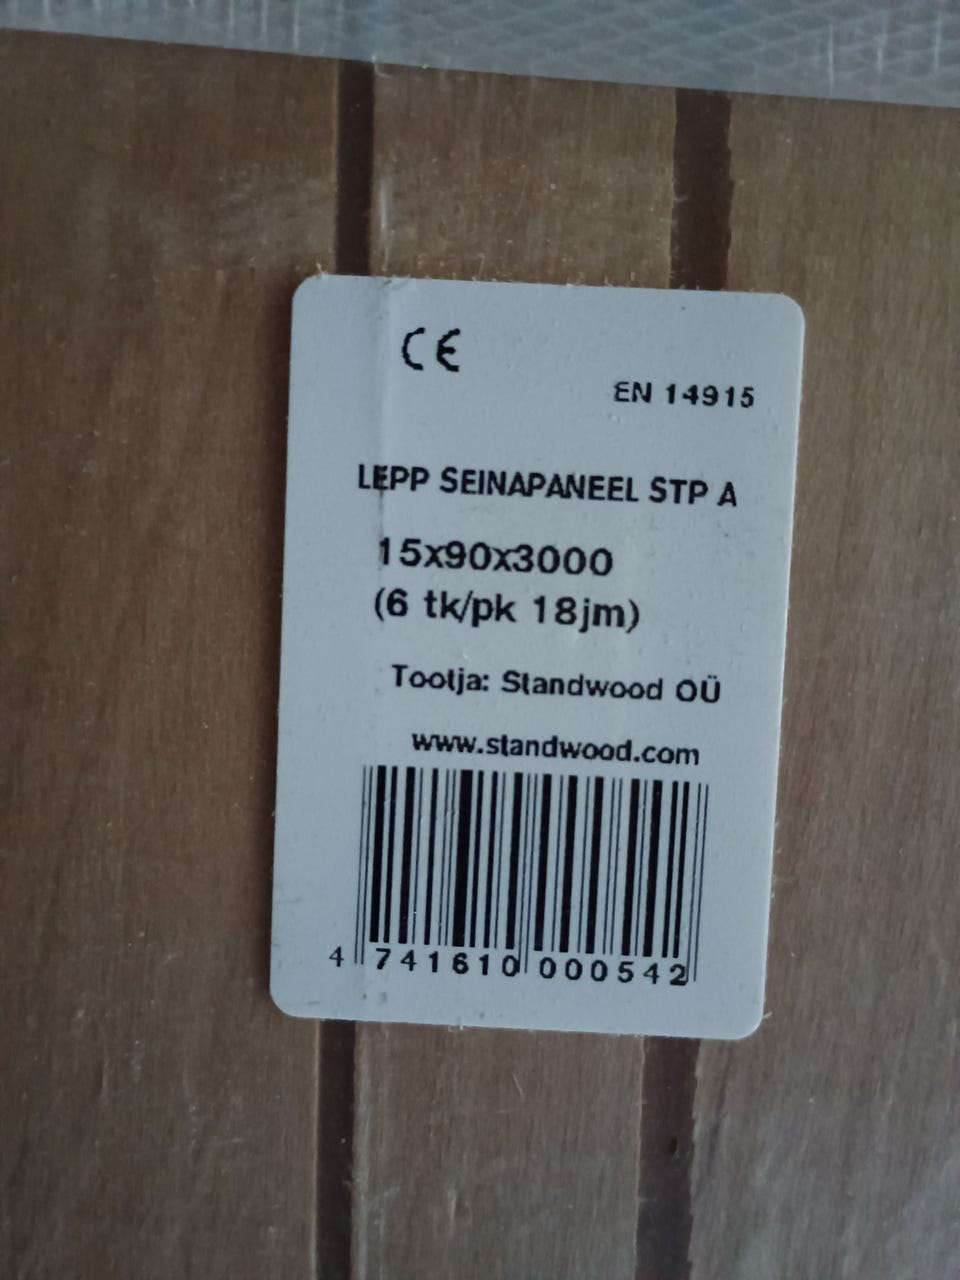 CE
EN 14915
LEPP SEINAPANEEL STP A
15x90x3000
(6 tk/pk 18jm)
Tootja: Standwood OÜ
www.standwood.com
4 741610 000542